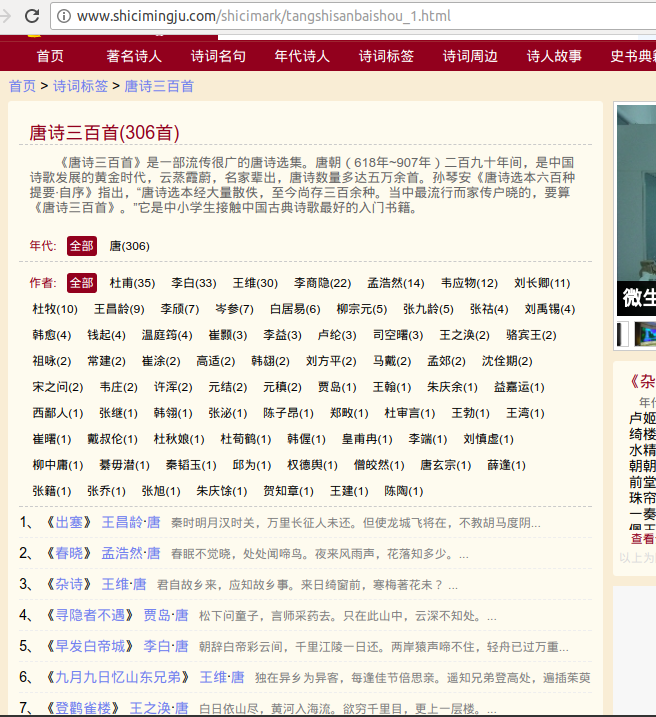 www.shicimingju.com/shicimark/tangshisanbaishou_1.html
首页 著名诗人 诗词名句 年代诗人 诗词标签 诗词周边 诗人故事 史书典籍
首页 > 诗词标签 > 唐诗三百首
唐诗三百首(306首)
《唐诗三百首》是一部流传很广的唐诗选集。唐朝（618年~907年）二百九十年间，是中
国诗歌发展的黄金时代，云蒸霞蔚，名家辈出，唐诗数量多达五万余首。孙琴安《唐诗选本六百种
提要·自序》指出，“唐诗选本经大量散佚，至今尚存三百余种。当中最流行而家传户晓的，要算
《唐诗三百首》。”它是中小学生接触中国古典诗歌最好的入门书籍。
年代: 全部 唐(306)
作者: 全部 杜甫(35) 李白(33) 王维(30) 李商隐(22) 孟浩然(14) 韦应物(12) 刘长卿(11)
杜牧(10) 王昌龄(9) 李颀(7) 岑参(7) 白居易(6) 柳宗元(5) 张九龄(5) 张祜(4) 刘禹锡(4)
韩愈(4) 钱起(4) 温庭筠(4) 崔颢(3) 李益(3) 卢纶(3) 司空曙(3) 王之涣(2) 骆宾王(2)
祖咏(2) 常建(2) 崔涂(2) 高适(2) 韩翃(2) 刘方平(2) 马戴(2) 孟郊(2) 沈佺期(2)
宋之问(2) 韦庄(2) 许浑(2) 元结(2) 元稹(2) 贾岛(1) 王翰(1) 朱庆余(1) 益嘉运(1)
西鄙人(1) 张继(1) 韩翎(1) 张泌(1) 陈子昂(1) 郑畋(1) 杜审言(1) 王勃(1) 王湾(1)
崔曙(1) 戴叔伦(1) 杜秋娘(1) 杜荀鹤(1) 韩偓(1) 皇甫冉(1) 李端(1) 刘慎虚(1)
柳中庸(1) 綦毋潜(1) 秦韬玉(1) 邱为(1) 权德舆(1) 僧皎然(1) 唐玄宗(1) 薛逢(1)
张籍(1) 张乔(1) 张旭(1) 朱庆馀(1) 贺知章(1) 王建(1) 陈陶(1)
1、《出塞》 王昌龄·唐 秦时明月汉时关，万里长征人未还。但使龙城飞将在，不教胡马度阴...
2、《春晓》 孟浩然·唐 春眠不觉晓，处处闻啼鸟。夜来风雨声，花落知多少。...
3、《杂诗》 王维·唐 君自故乡来，应知故乡事。来日绮窗前，寒梅著花未？ ...
4、《寻隐者不遇》 贾岛·唐 松下问童子，言师采药去。只在此山中，云深不知处。...
5、《早发白帝城》 李白·唐 朝辞白帝彩云间，千里江陵一日还。两岸猿声啼不住，轻舟已过万重...
6、《九月九日忆山东兄弟》 王维·唐 独在异乡为异客，每逢佳节倍思亲。遥知兄弟登高处，遍插茱萸
7、《登鹳雀楼》 王之涣·唐 白日依山尽，黄河入海流。欲穷千里目，更上一层楼。...
微生
《杂
年代
卢姬
绮楼
水精
朝朝
前堂
珠帘
一奏
查看
以上为